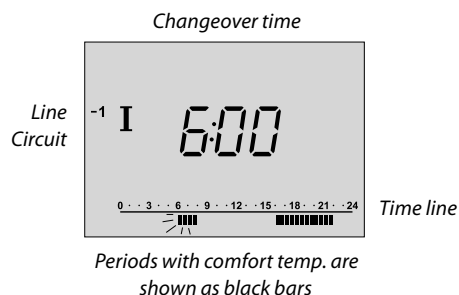 Changeover time
Line
Circuit
-1 I 6:00
0 · · 3 · · 6 · · 9 · · 12 · · 15 · · 18 · · 21 · · 24
Time line
Periods with comfort temp. are
shown as black bars